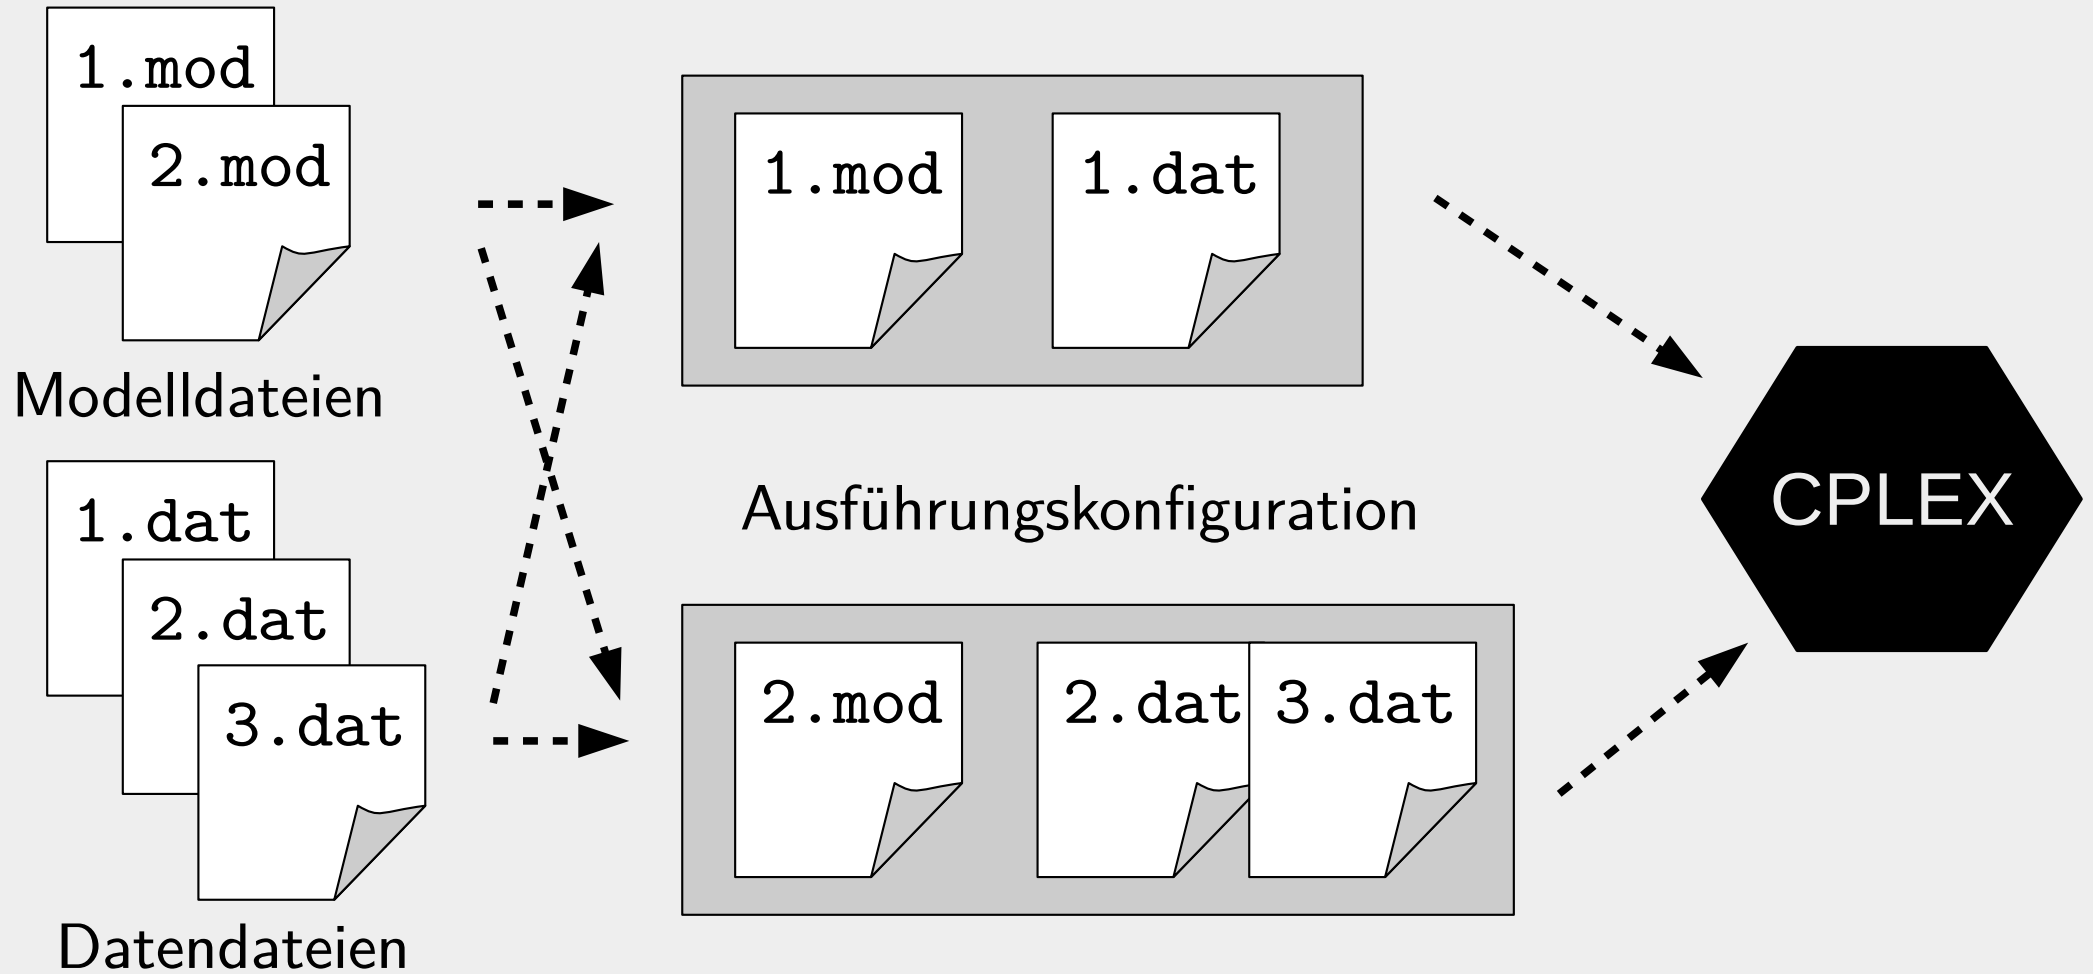 1.mod
2.mod
Modelldateien
1.dat
2.dat
3.dat
Datendateien
1.mod 1.dat
Ausführungskonfiguration
2.mod 2.dat 3.dat
CPLEX